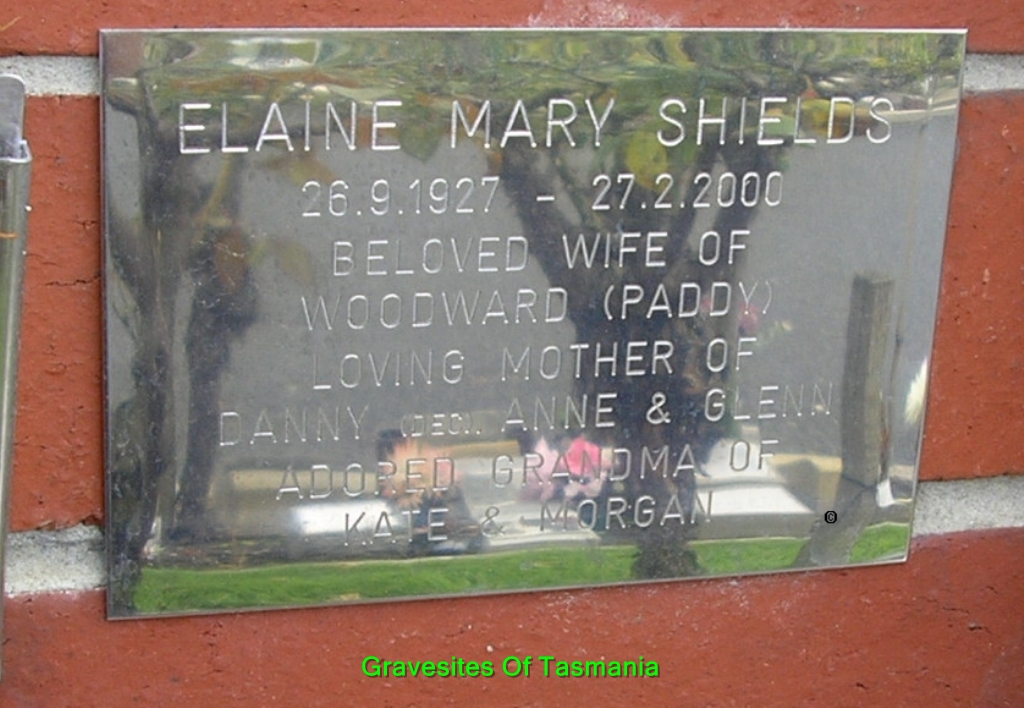 ELAINE MARY SHIELDS
26.9.1927 - 27.2.2000
BELOVED WIFE OF
WOODWARD (PADDY)
LOVING MOTHER OF
DANNY (DEC), ANNE & GLENN
ADORED GRANDMA OF
KATE & MORGAN
©
Gravesites Of Tasmania